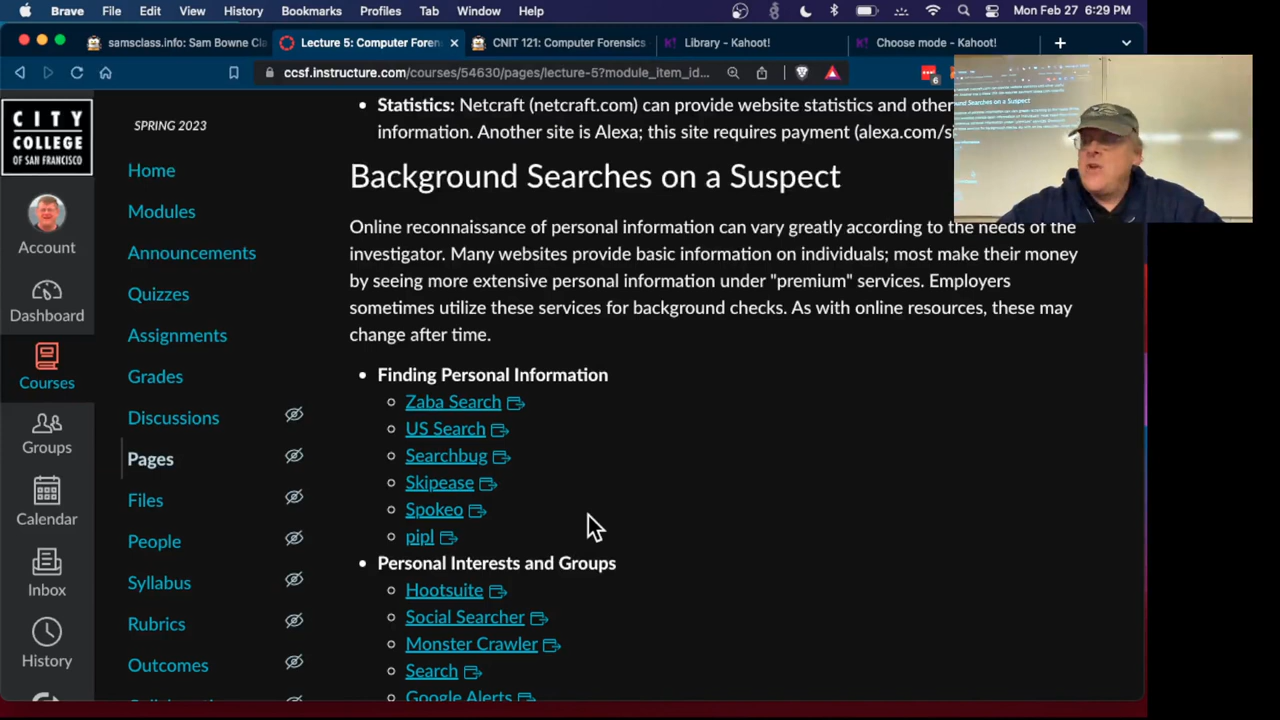 Brave File Edit View History Bookmarks Profiles Tab Window Help Mon Feb 27 6:29 PM
samsclass.info: Sam Bowne Cla
Lecture 5: Computer Foren
CNIT 121: Computer Forensics
Library - Kahoot!
Choose mode - Kahoot!
ccsf.instructure.com/courses/54630/pages/lecture-5?module_item_id...
6
CITY
COLLEGE
OF SAN FRANCISCO
Account
Dashboard
Courses
Groups
Calendar
Inbox
History
SPRING 2023
Home
Modules
Announcements
Quizzes
Assignments
Grades
Discussions
Pages
Files
People
Syllabus
Rubrics
Outcomes
Statistics: Netcraft (netcraft.com) can provide website statistics and other
information. Another site is Alexa; this site requires payment (alexa.com/s
Background Searches on a Suspect
Online reconnaissance of personal information can vary greatly according to the needs of the
investigator. Many websites provide basic information on individuals; most make their money
by seeing more extensive personal information under "premium" services. Employers
sometimes utilize these services for background checks. As with online resources, these may
change after time.
Finding Personal Information
Zaba Search
US Search
Searchbug
Skipease
Spokeo
pipl
Personal Interests and Groups
Hootsuite
Social Searcher
Monster Crawler
Search
Google Alerts